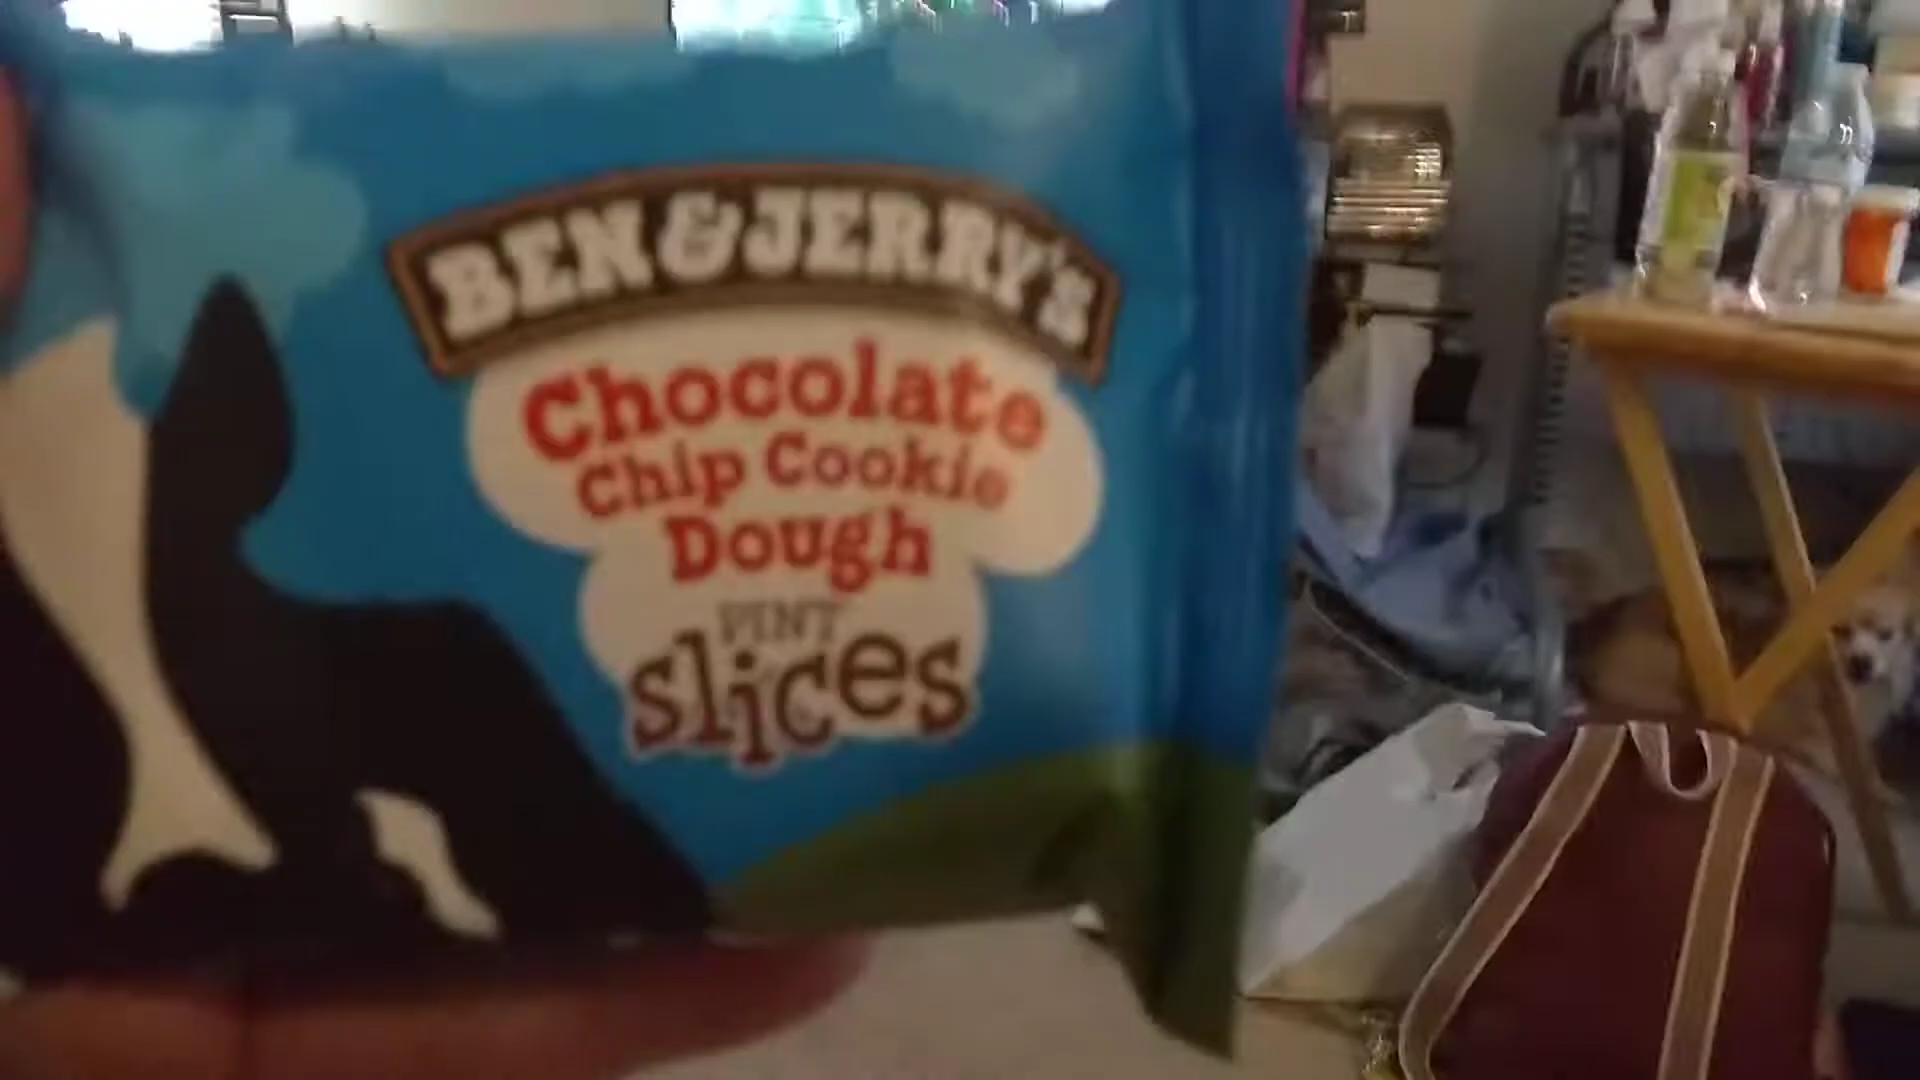 BEN & JERRY'S
Chocolate
Chip Cookie
Dough
PINT
slices